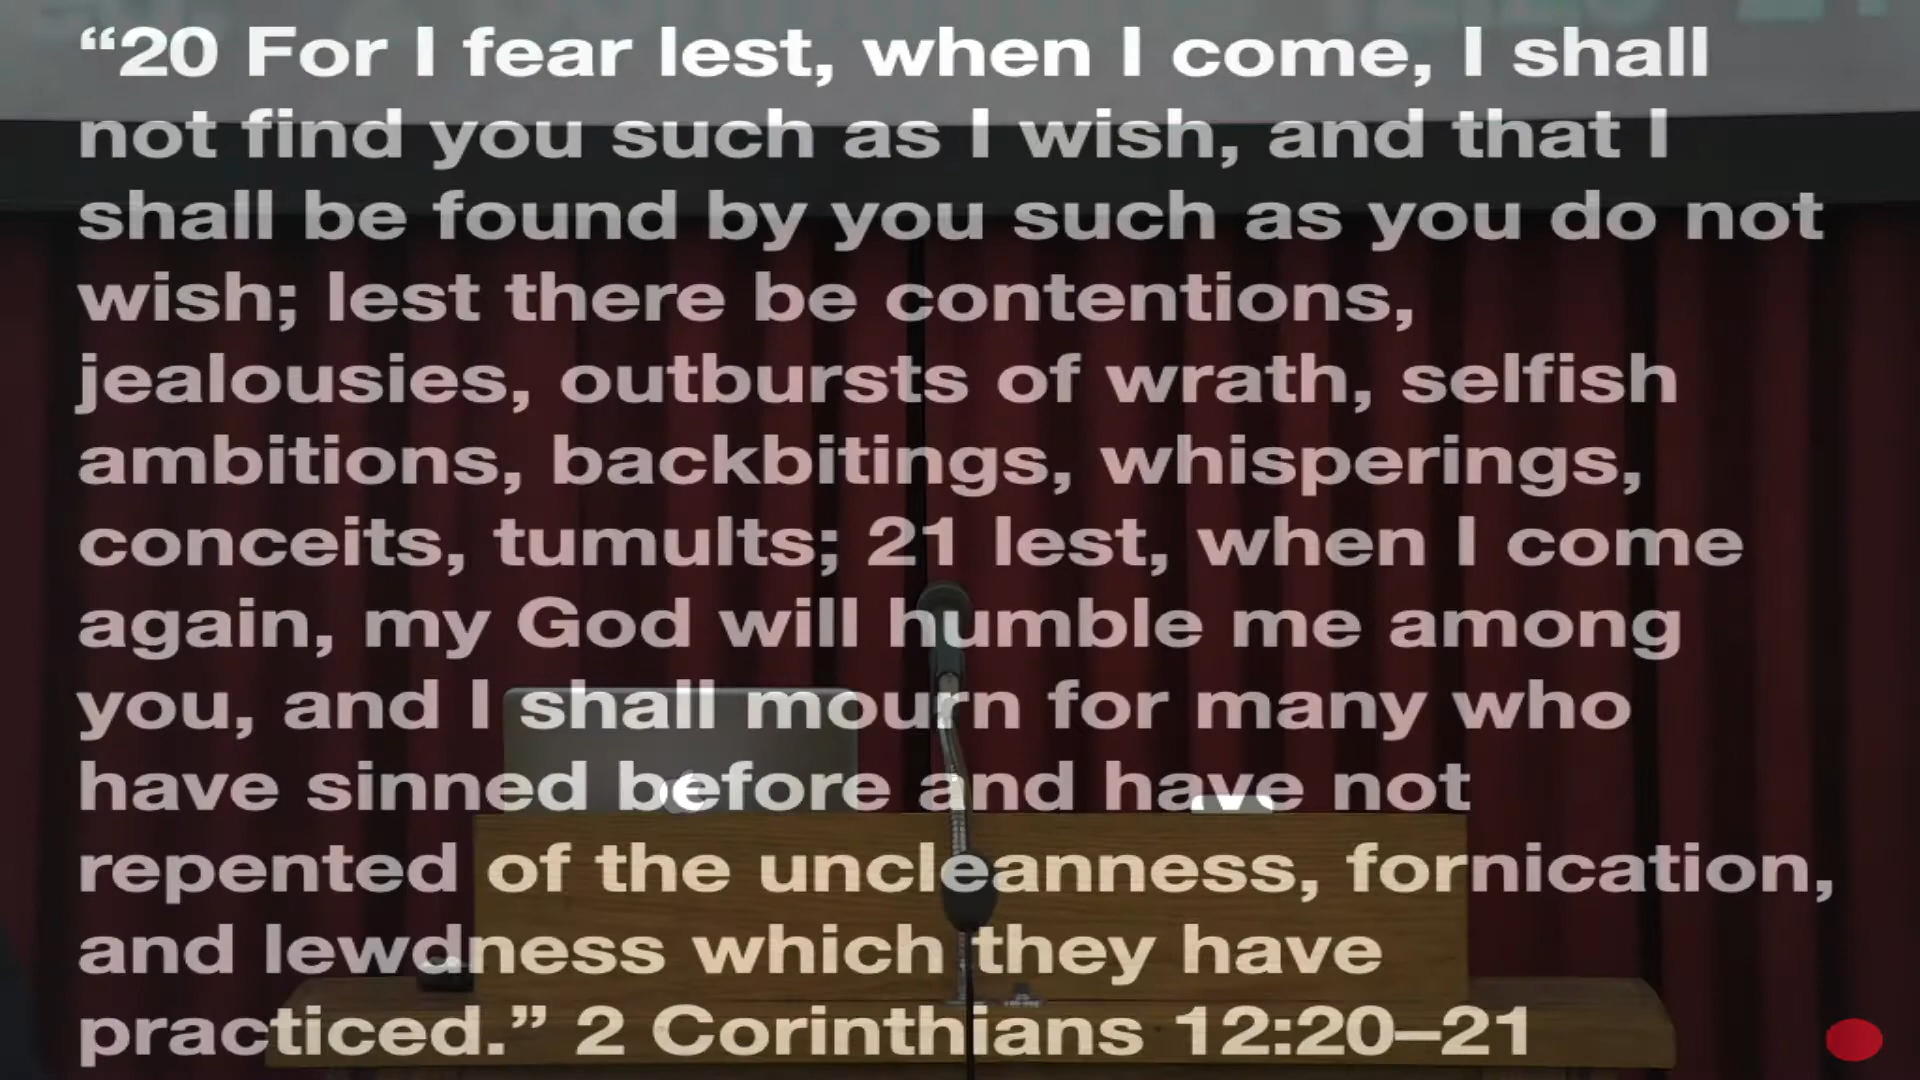 “20 For I fear lest, when I come, I shall
not find you such as I wish, and that I
shall be found by you such as you do not
wish; lest there be contentions,
jealousies, outbursts of wrath, selfish
ambitions, backbitings, whisperings,
conceits, tumults; 21 lest, when I come
again, my God will humble me among
you, and I shall mourn for many who
have sinned before and have not
repented of the uncleanness, fornication,
and lewdness which they have
practiced.” 2 Corinthians 12:20–21